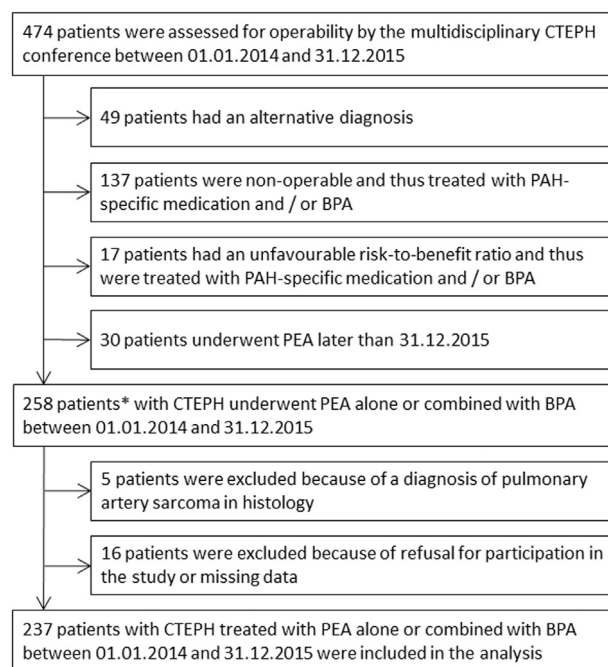 474 patients were assessed for operability by the multidisciplinary CTEPH
conference between 01.01.2014 and 31.12.2015
49 patients had an alternative diagnosis
137 patients were non-operable and thus treated with PAH-
specific medication and / or BPA
17 patients had an unfavourable risk-to-benefit ratio and thus
were treated with PAH-specific medication and / or BPA
30 patients underwent PEA later than 31.12.2015
258 patients* with CTEPH underwent PEA alone or combined with BPA
between 01.01.2014 and 31.12.2015
5 patients were excluded because of a diagnosis of pulmonary
artery sarcoma in histology
16 patients were excluded because of refusal for participation in
the study or missing data
237 patients with CTEPH treated with PEA alone or combined with BPA
between 01.01.2014 and 31.12.2015 were included in the analysis